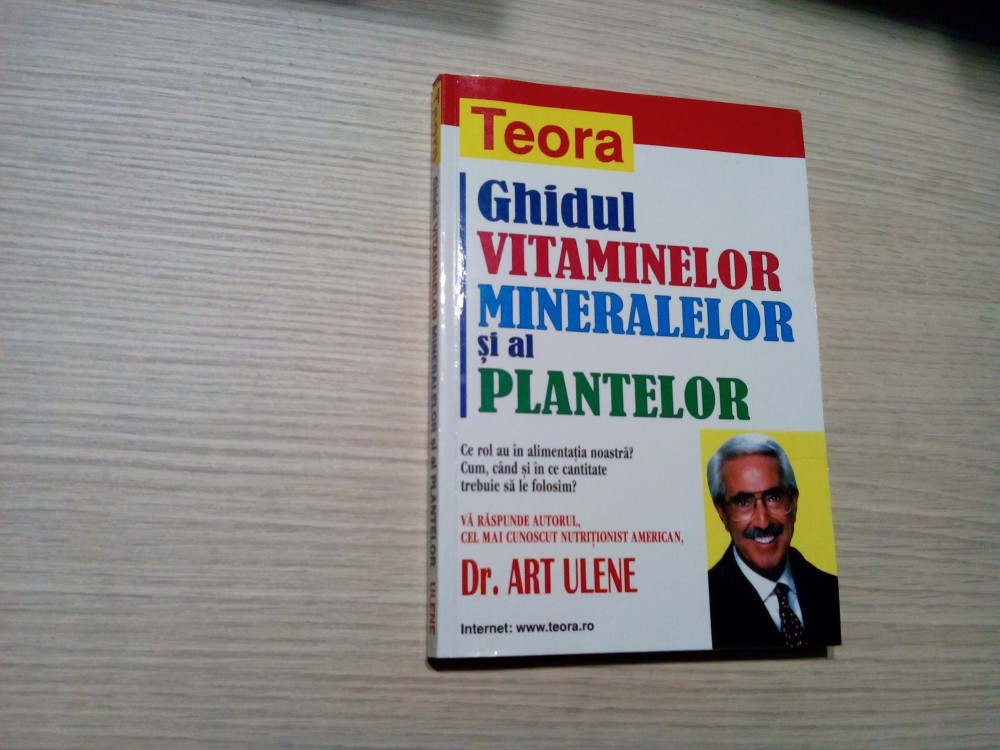 Teora
Ghidul
VITAMINELOR
MINERALELOR
și al
PLANTELOR
Ce rol au în alimentația noastră?
Cum, când și în ce cantitate
trebuie să le folosim?
VĂ RĂSPUNDE AUTORUL,
CEL MAI CUNOSCUT NUTRIȚIONIST AMERICAN,
Dr. ART ULENE
Internet: www.teora.ro
Teora Ghidul VITAMINELOR MINERALELOR și al PLANTELOR ULENE